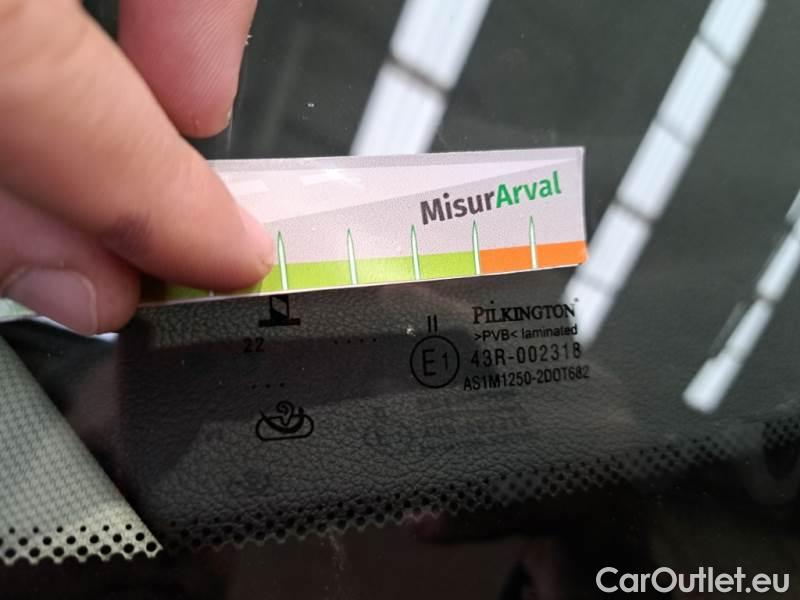 MisurArval
PILKINGTON
>PVB< laminated
II
22 ....
E1
43R-002318
AS1M1250-2DOT682
...
CarOutlet.eu